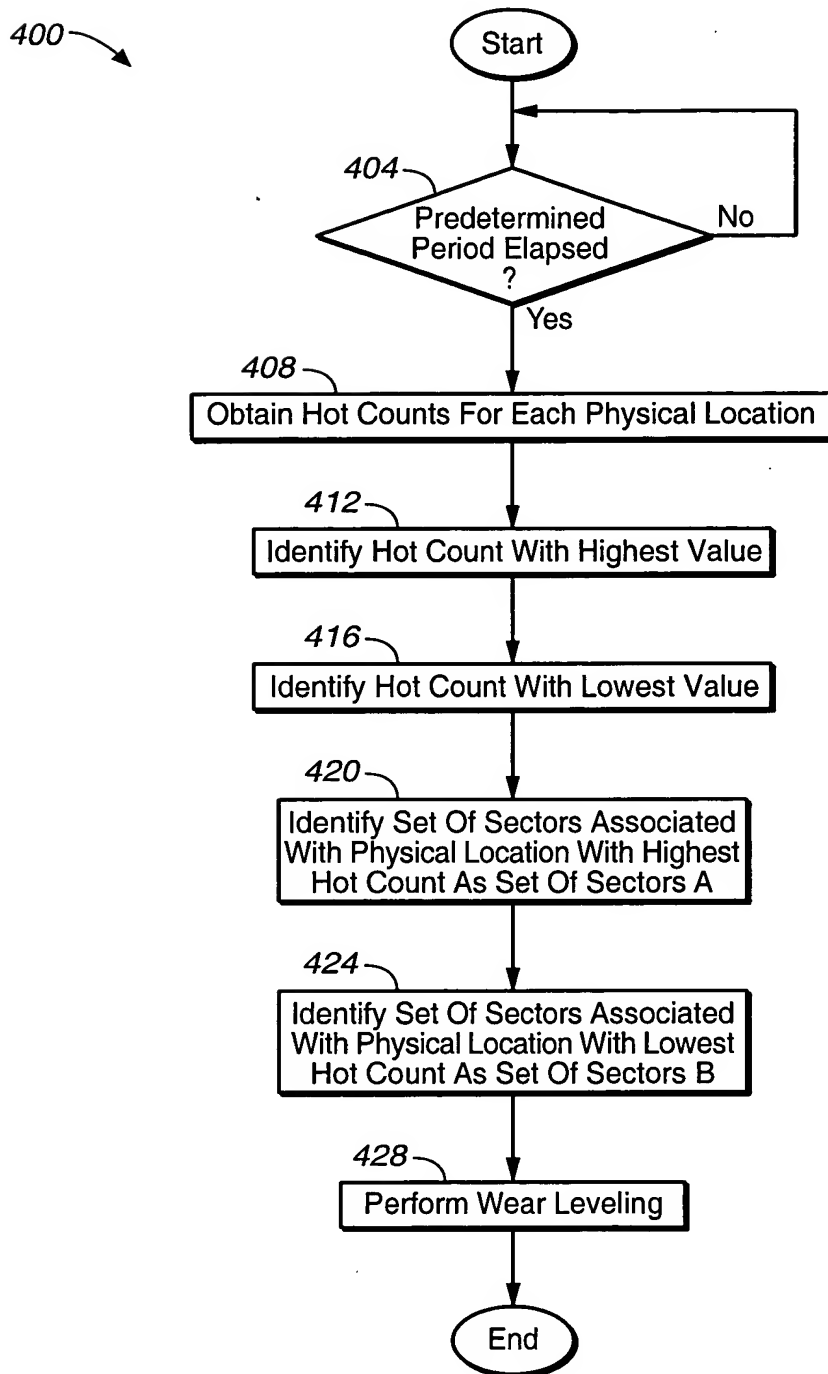 400
Start
404
Predetermined
Period Elapsed
?
No
Yes
408
Obtain Hot Counts For Each Physical Location
412
Identify Hot Count With Highest Value
416
Identify Hot Count With Lowest Value
420
Identify Set Of Sectors Associated
With Physical Location With Highest
Hot Count As Set Of Sectors A
424
Identify Set Of Sectors Associated
With Physical Location With Lowest
Hot Count As Set Of Sectors B
428
Perform Wear Leveling
End